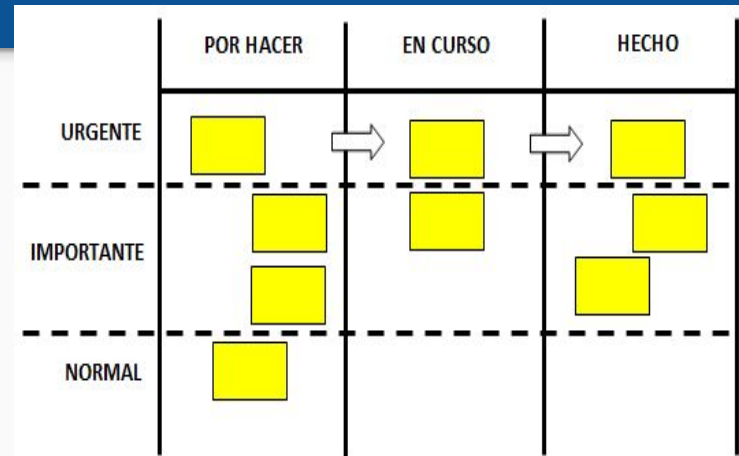 POR HACER
EN CURSO
HECHO
URGENTE
IMPORTANTE
NORMAL